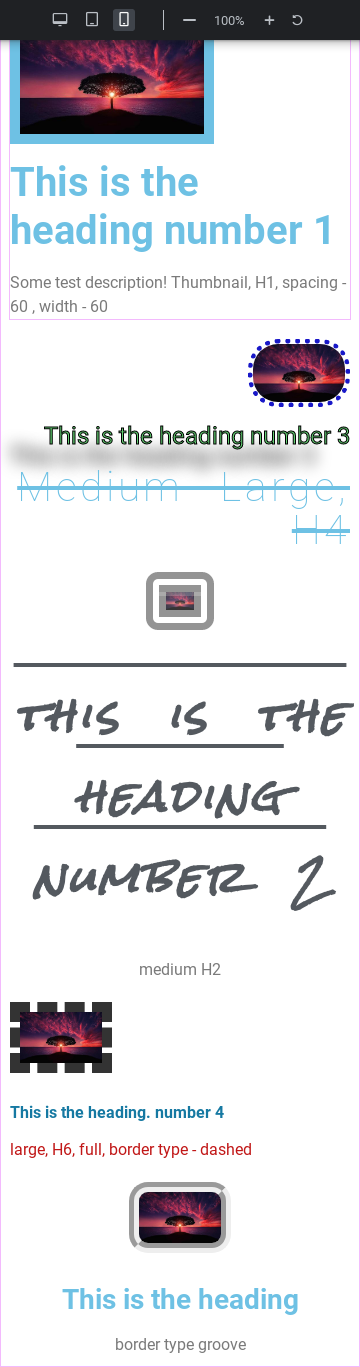 100%
This is the
heading number 1
Some test description! Thumbnail, H1, spacing -
60 , width - 60
This is the heading number 3
Medium Large,
H4
THIS IS THE
HEADING
NUMBER 2
medium H2
This is the heading. number 4
large, H6, full, border type - dashed
This is the heading
border type groove